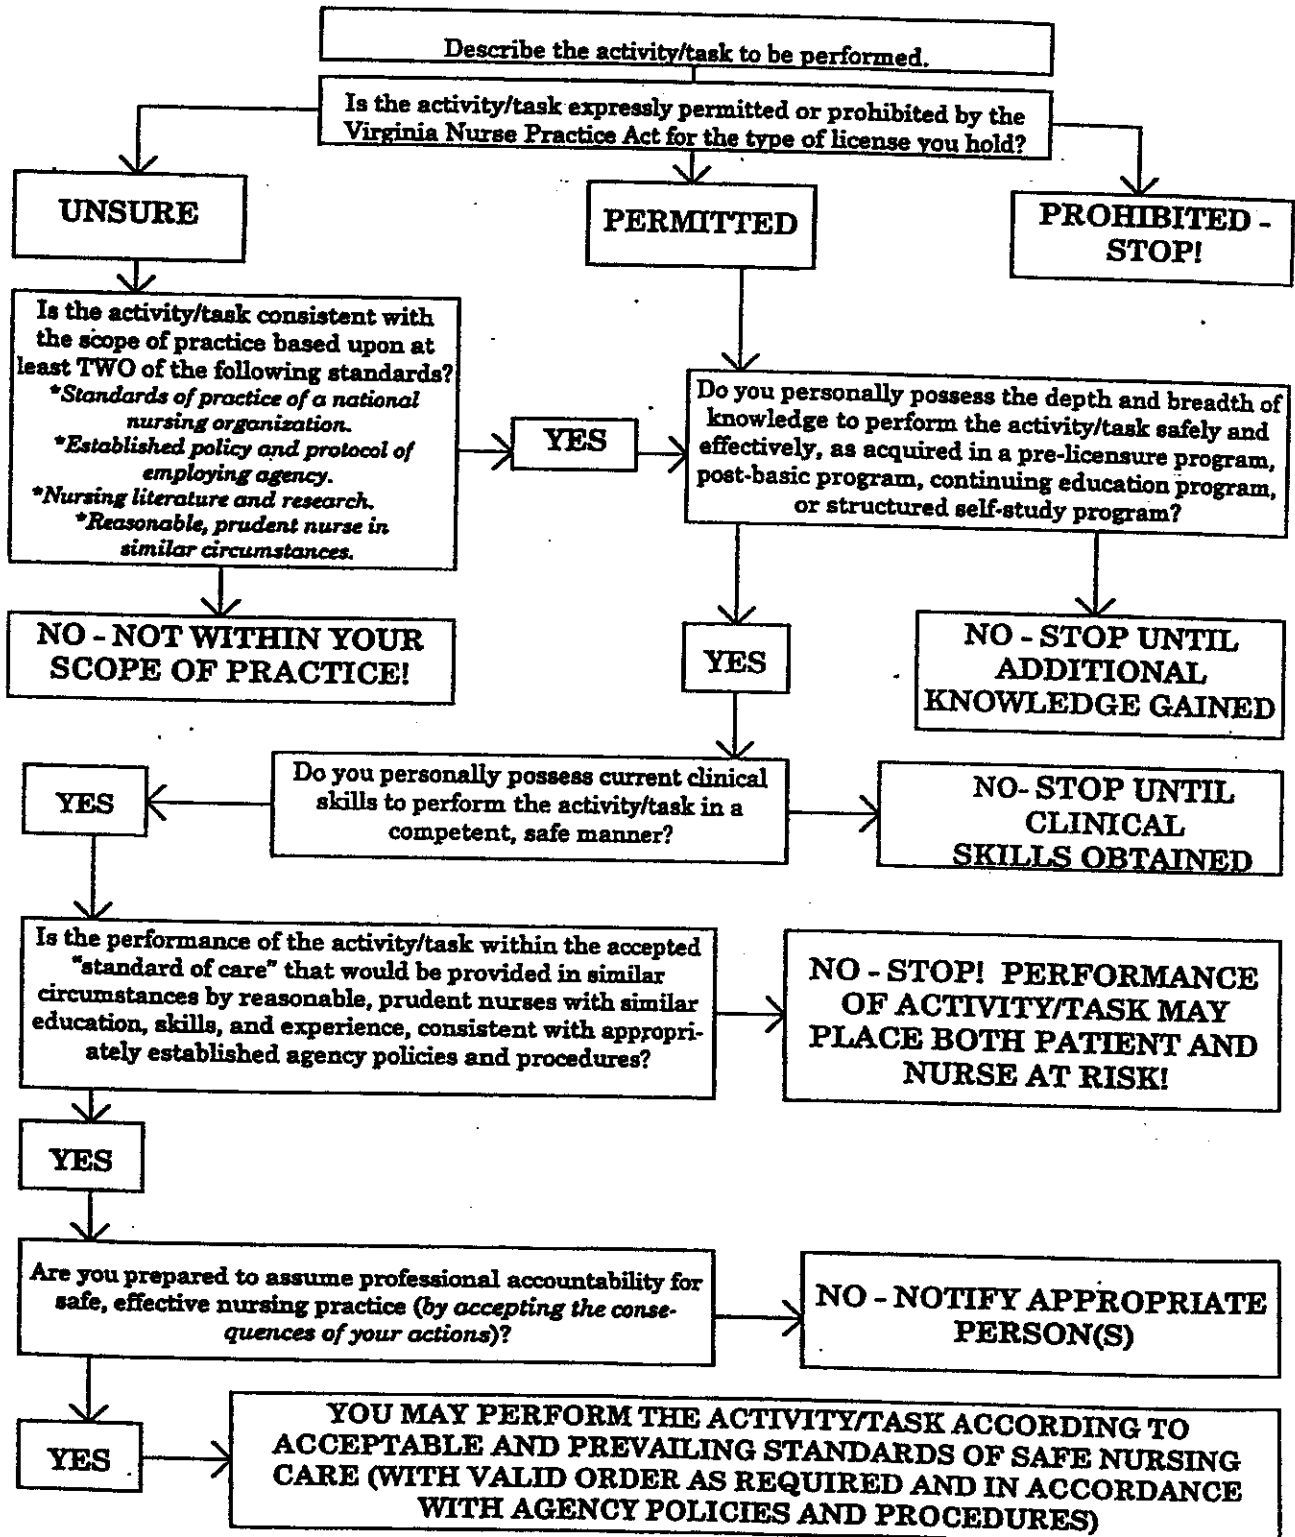 Describe the activity/task to be performed.
Is the activity/task expressly permitted or prohibited by the
Virginia Nurse Practice Act for the type of license you hold?
UNSURE
PERMITTED
PROHIBITED -
STOP!
Is the activity/task consistent with
the scope of practice based upon at
least TWO of the following standards?
*Standards of practice of a national
nursing organization.
*Established policy and protocol of
employing agency.
*Nursing literature and research.
*Reasonable, prudent nurse in
similar circumstances.
YES
Do you personally possess the depth and breadth of
knowledge to perform the activity/task safely and
effectively, as acquired in a pre-licensure program,
post-basic program, continuing education program,
or structured self-study program?
NO - NOT WITHIN YOUR
SCOPE OF PRACTICE!
YES
NO - STOP UNTIL
ADDITIONAL
KNOWLEDGE GAINED
YES
Do you personally possess current clinical
skills to perform the activity/task in a
competent, safe manner?
NO- STOP UNTIL
CLINICAL
SKILLS OBTAINED
Is the performance of the activity/task within the accepted
"standard of care" that would be provided in similar
circumstances by reasonable, prudent nurses with similar
education, skills, and experience, consistent with appropri-
ately established agency policies and procedures?
NO - STOP! PERFORMANCE
OF ACTIVITY/TASK MAY
PLACE BOTH PATIENT AND
NURSE AT RISK!
YES
Are you prepared to assume professional accountability for
safe, effective nursing practice (by accepting the conse-
quences of your actions)?
NO - NOTIFY APPROPRIATE
PERSON(S)
YES
YOU MAY PERFORM THE ACTIVITY/TASK ACCORDING TO
ACCEPTABLE AND PREVAILING STANDARDS OF SAFE NURSING
CARE (WITH VALID ORDER AS REQUIRED AND IN ACCORDANCE
WITH AGENCY POLICIES AND PROCEDURES)